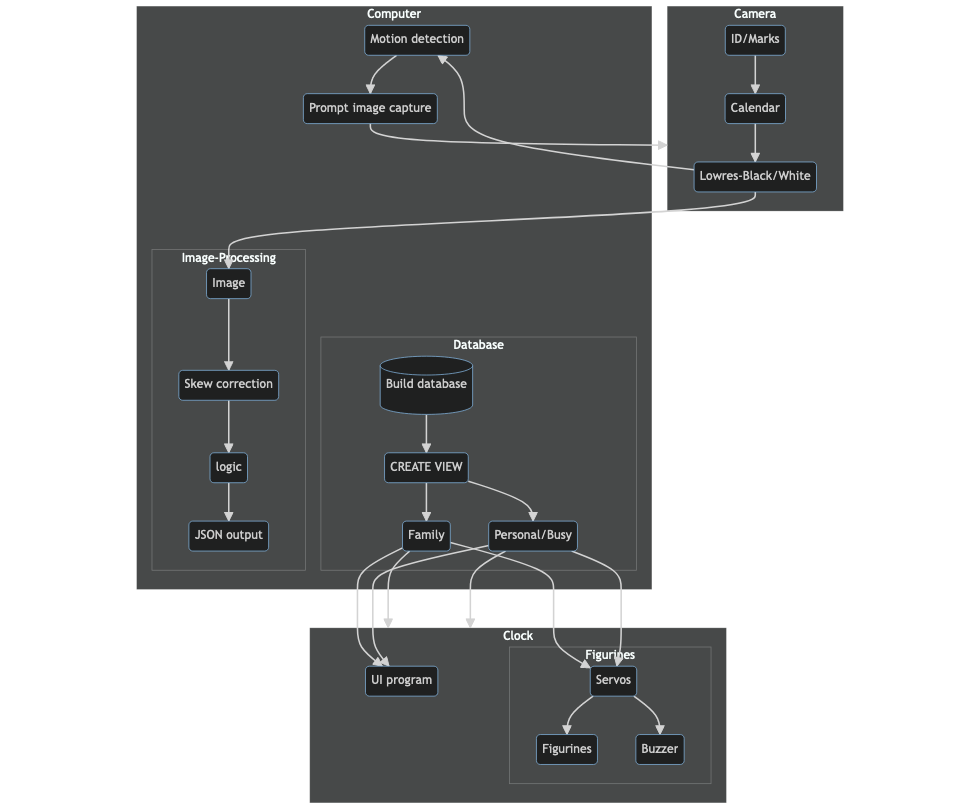 Computer
Camera
Motion detection
ID/Marks
Prompt image capture
Calendar
Lowres-Black/White
Image-Processing
Image
Database
Skew correction
Build database
logic
CREATE VIEW
JSON output
Family
Personal/Busy
Clock
Figurines
UI program
Servos
Figurines
Buzzer